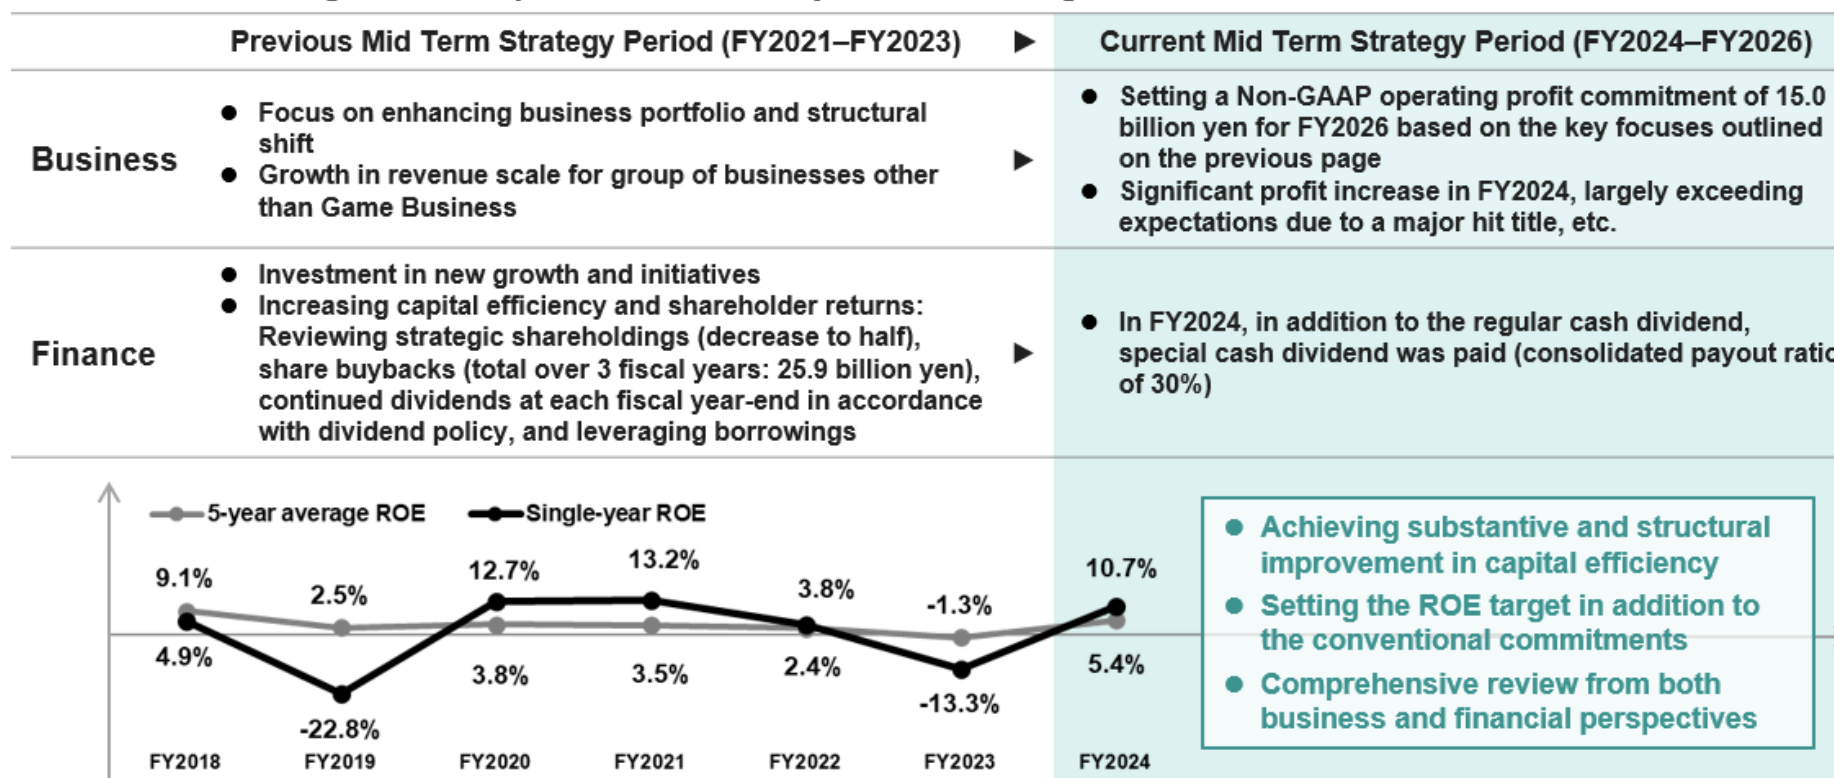 Previous Mid Term Strategy Period (FY2021–FY2023)
Current Mid Term Strategy Period (FY2024–FY2026)
Business
● Focus on enhancing business portfolio and structural
shift
● Growth in revenue scale for group of businesses other
than Game Business
● Setting a Non-GAAP operating profit commitment of 15.0
billion yen for FY2026 based on the key focuses outlined
on the previous page
● Significant profit increase in FY2024, largely exceeding
expectations due to a major hit title, etc.
Finance
● Investment in new growth and initiatives
● Increasing capital efficiency and shareholder returns:
Reviewing strategic shareholdings (decrease to half),
share buybacks (total over 3 fiscal years: 25.9 billion yen),
continued dividends at each fiscal year-end in accordance
with dividend policy, and leveraging borrowings
● In FY2024, in addition to the regular cash dividend,
special cash dividend was paid (consolidated payout ratio
of 30%)
5-year average ROE
Single-year ROE
9.1%
2.5%
12.7%
13.2%
3.8%
-1.3%
10.7%
4.9%
-22.8%
3.8%
3.5%
2.4%
-13.3%
5.4%
FY2018
FY2019
FY2020
FY2021
FY2022
FY2023
FY2024
● Achieving substantive and structural
improvement in capital efficiency
● Setting the ROE target in addition to
the conventional commitments
● Comprehensive review from both
business and financial perspectives